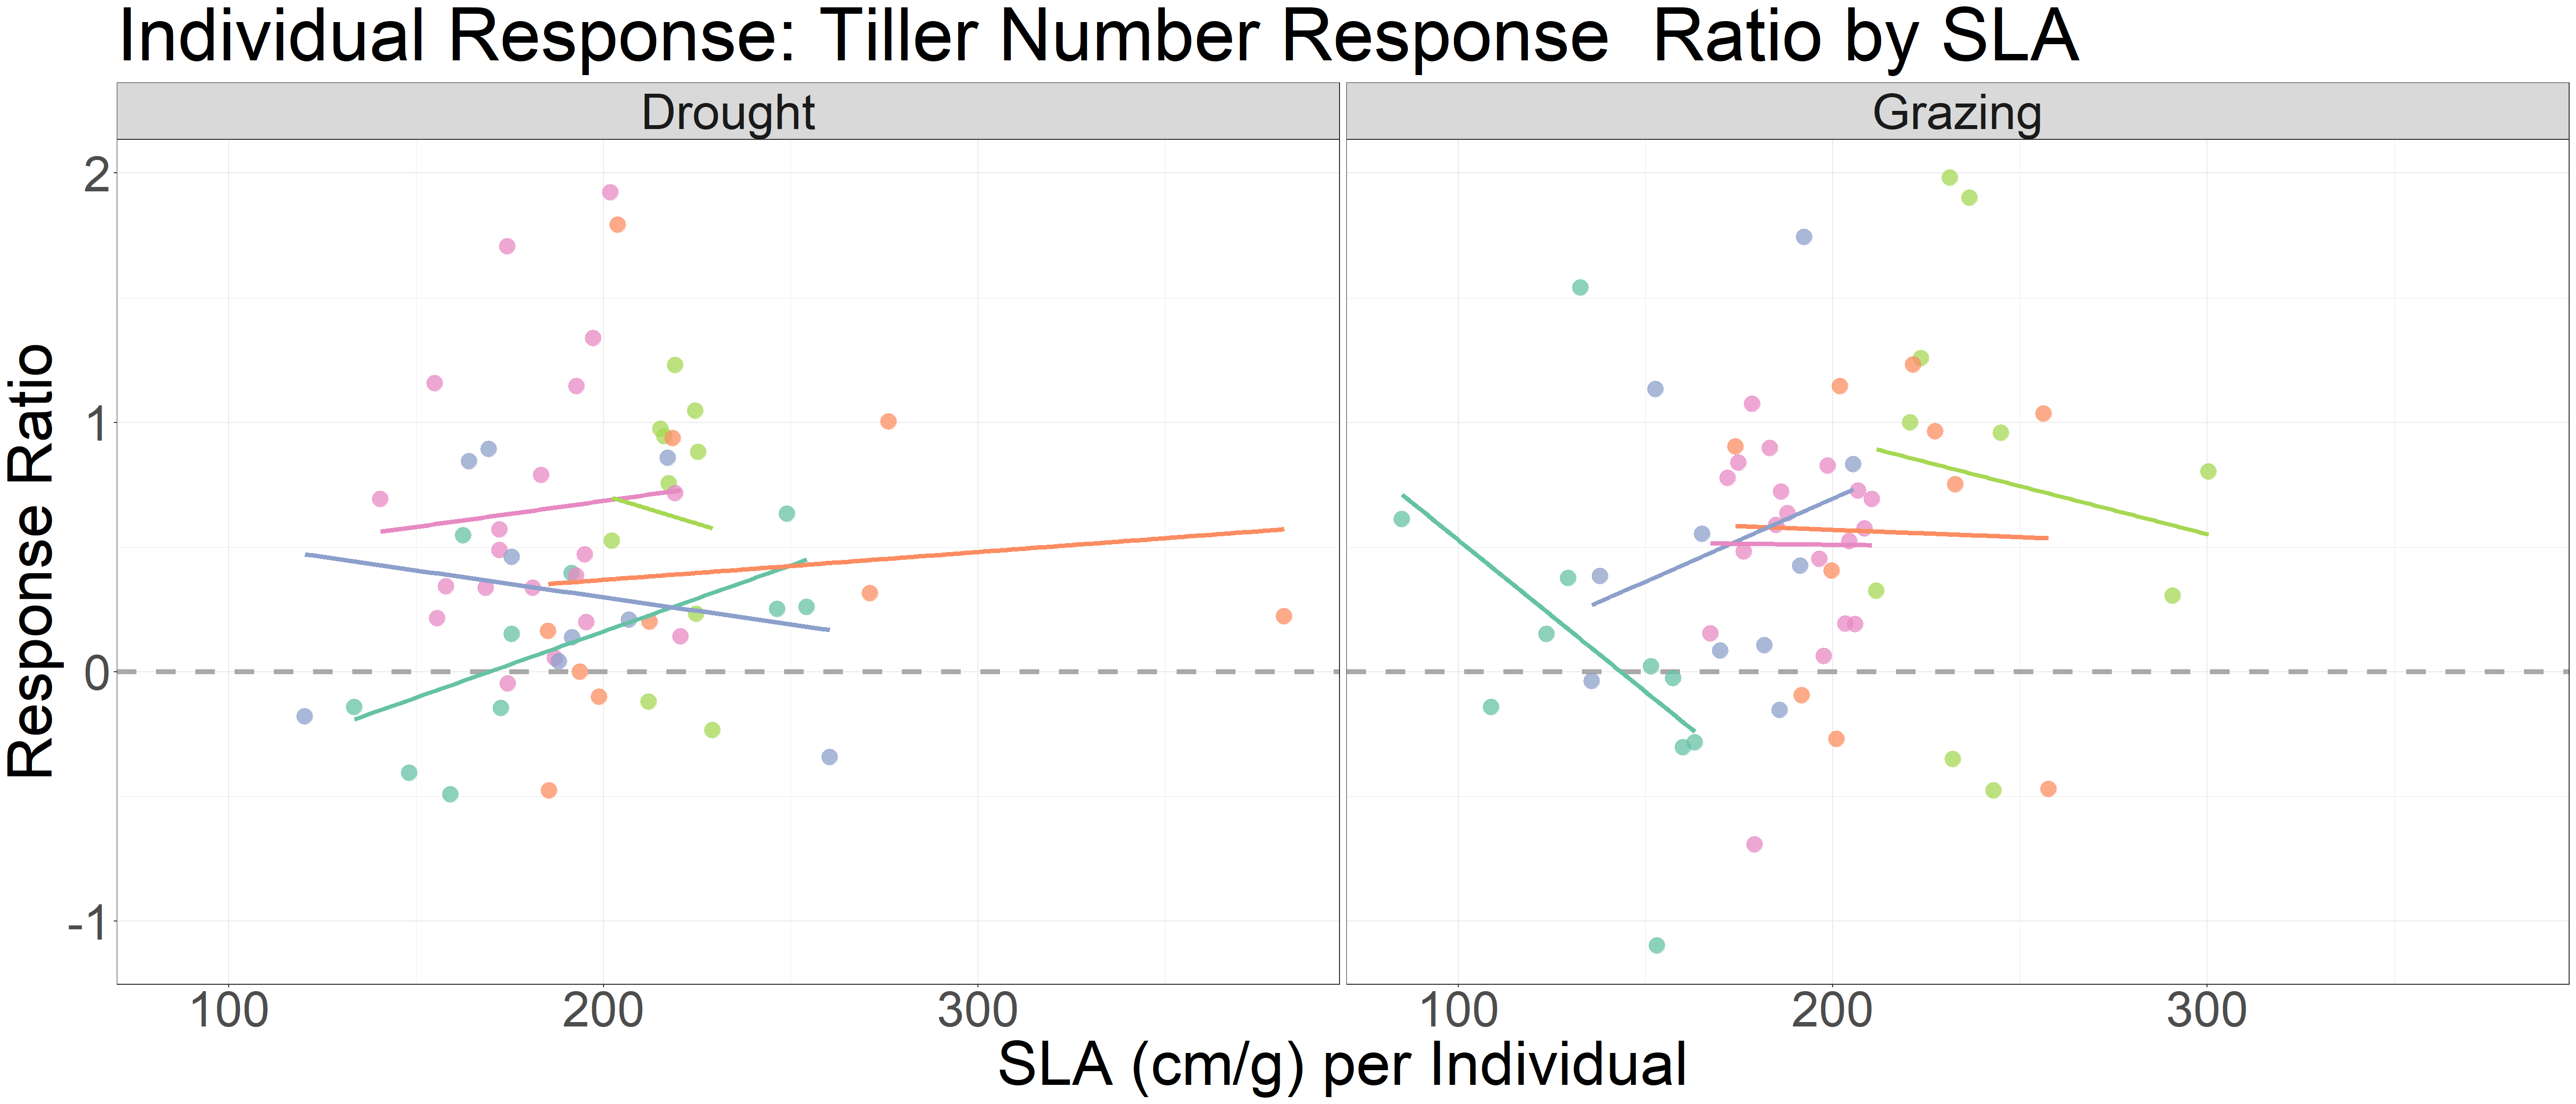 Individual Response: Tiller Number Response  Ratio by SLA
Drought
Grazing
Response Ratio
2
1
0
-1
100
200
300
100
200
300
SLA (cm/g) per Individual